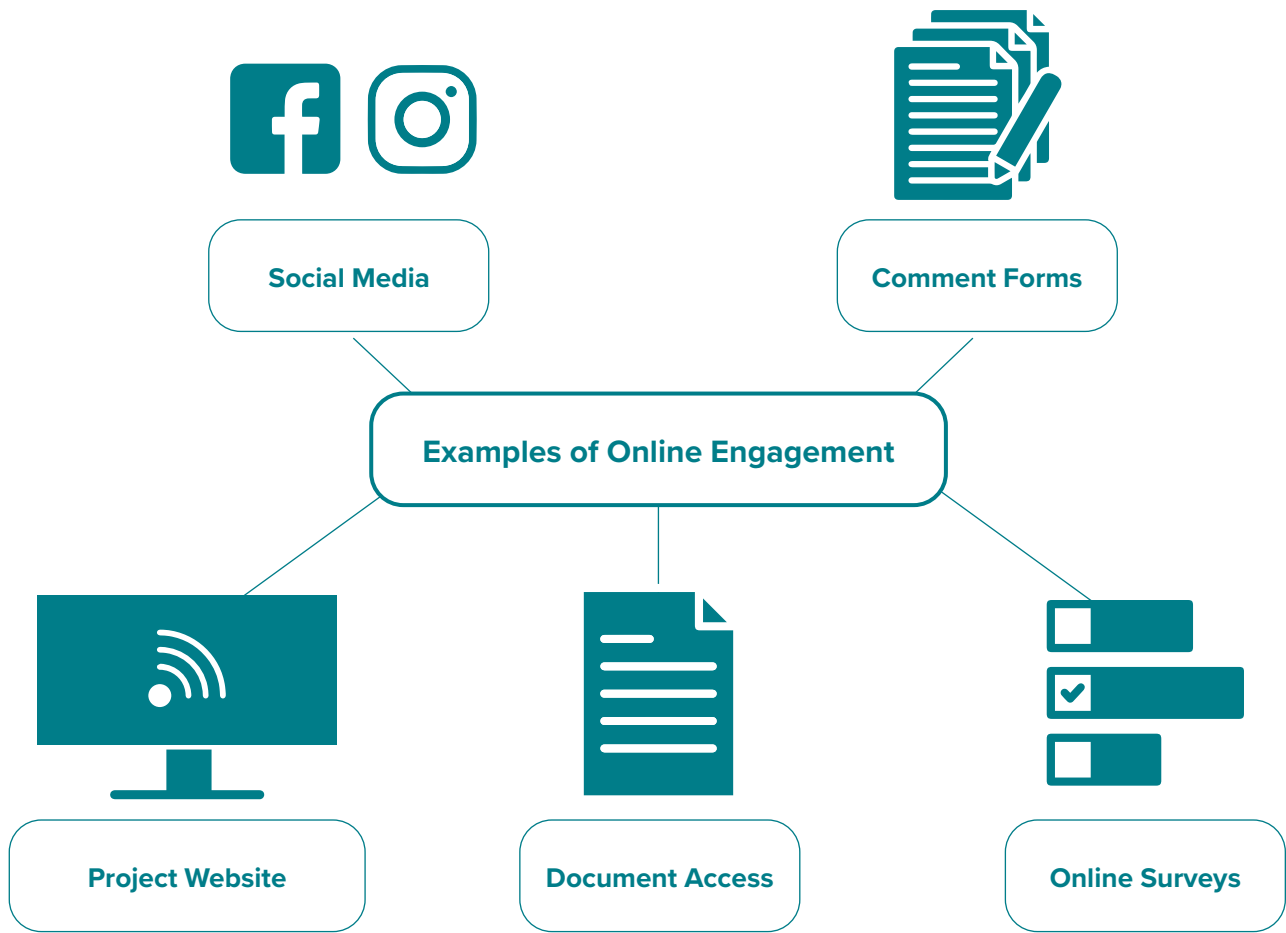 Social Media
Comment Forms
Examples of Online Engagement
Project Website
Document Access
Online Surveys